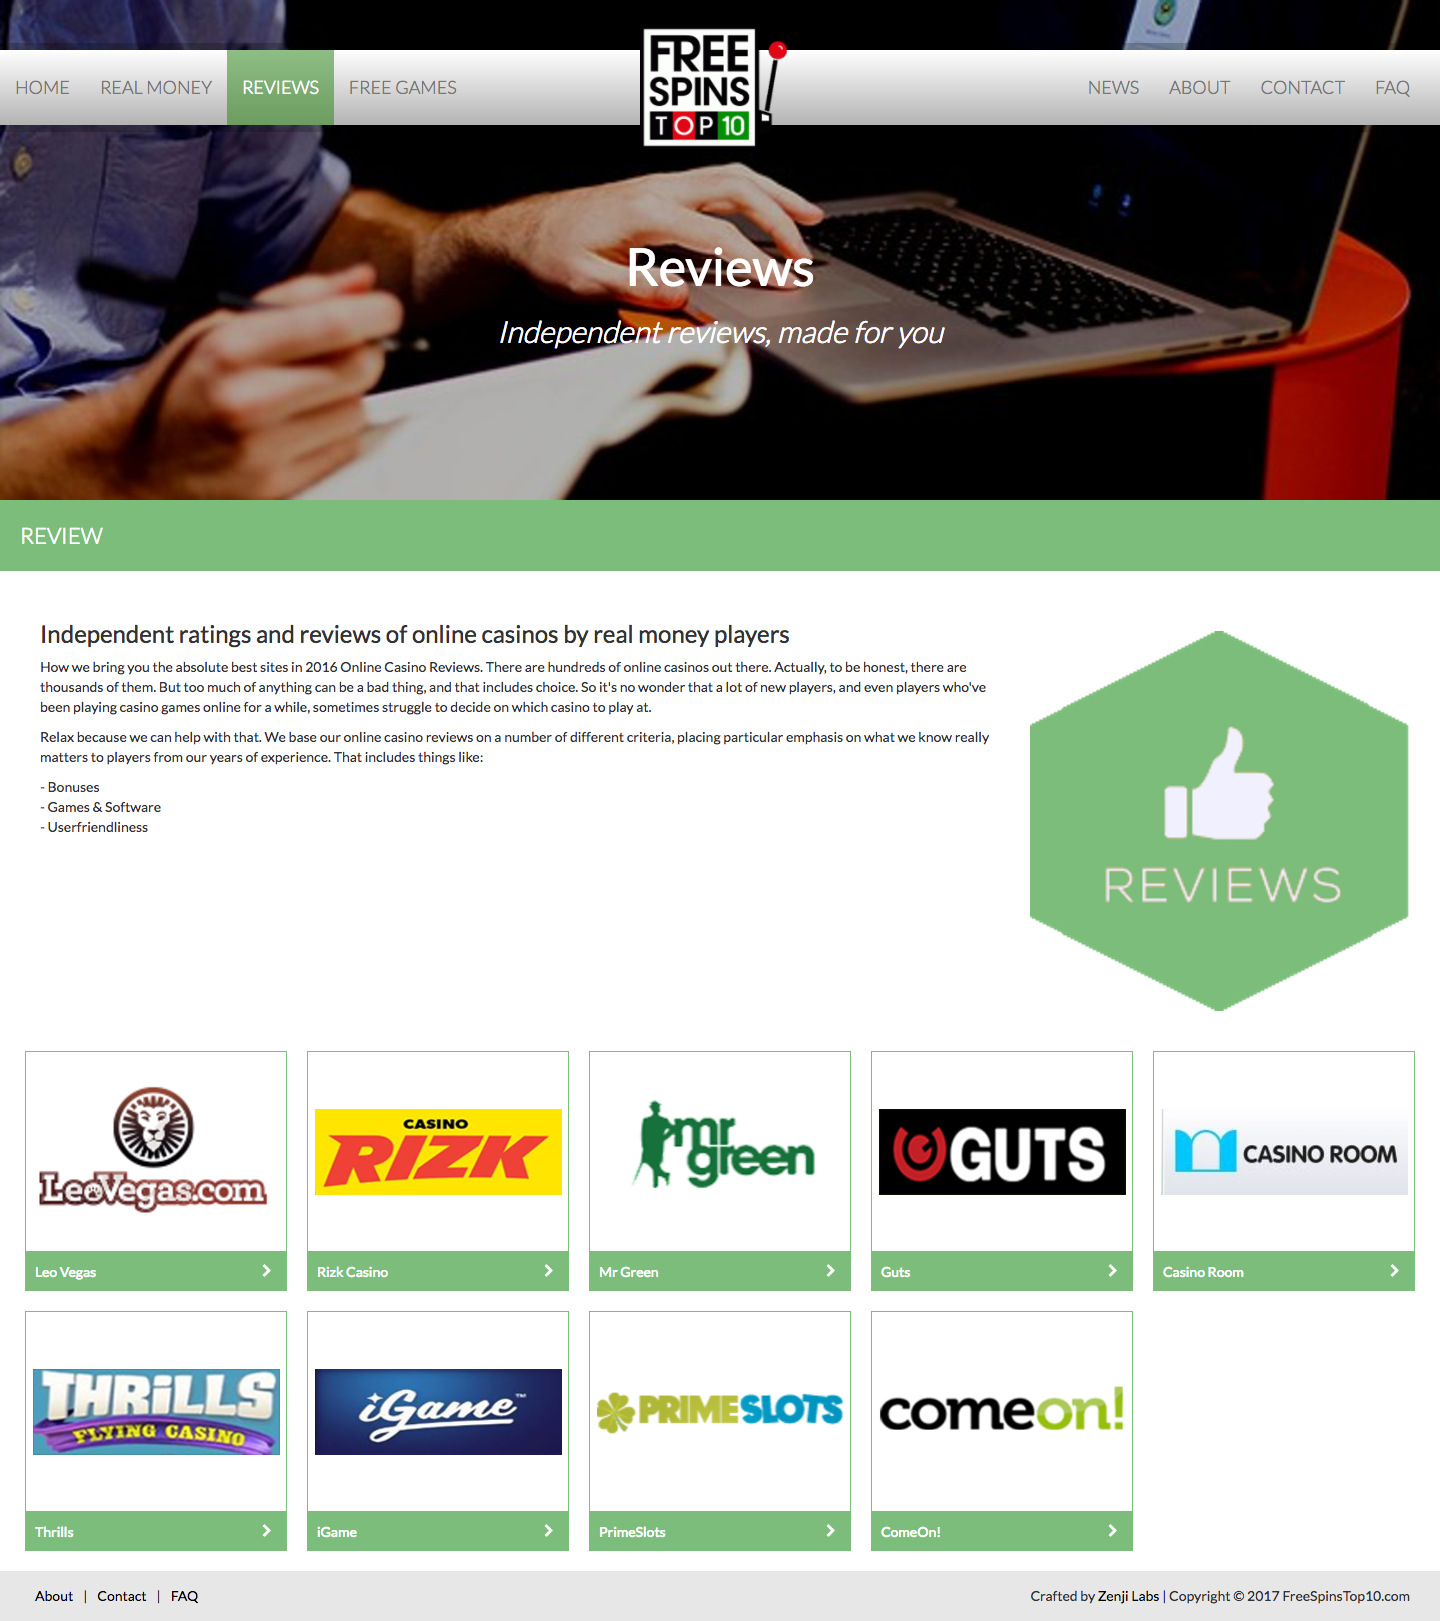 HOME REAL MONEY REVIEWS FREE GAMES
FREE
SPINS
TOP 10
NEWS ABOUT CONTACT FAQ
Reviews
Independent reviews, made for you
REVIEW
Independent ratings and reviews of online casinos by real money players
How we bring you the absolute best sites in 2016 Online Casino Reviews. There are hundreds of online casinos out there. Actually, to be honest, there are
thousands of them. But too much of anything can be a bad thing, and that includes choice. So it's no wonder that a lot of new players, and even players who've
been playing casino games online for a while, sometimes struggle to decide on which casino to play at.
Relax because we can help with that. We base our online casino reviews on a number of different criteria, placing particular emphasis on what we know really
matters to players from our years of experience. That includes things like:
- Bonuses
- Games & Software
- Userfriendliness
REVIEWS
LeoVegas.com
CASINO
RIZK
mr
green
GUTS
CASINO ROOM
Leo Vegas
Rizk Casino
Mr Green
Guts
Casino Room
THRILLS
FLYING CASINO
iGame™
PRIMESLOTS
comeon!
Thrills
iGame
PrimeSlots
ComeOn!
About | Contact | FAQ
Crafted by Zenji Labs | Copyright © 2017 FreeSpinsTop10.com